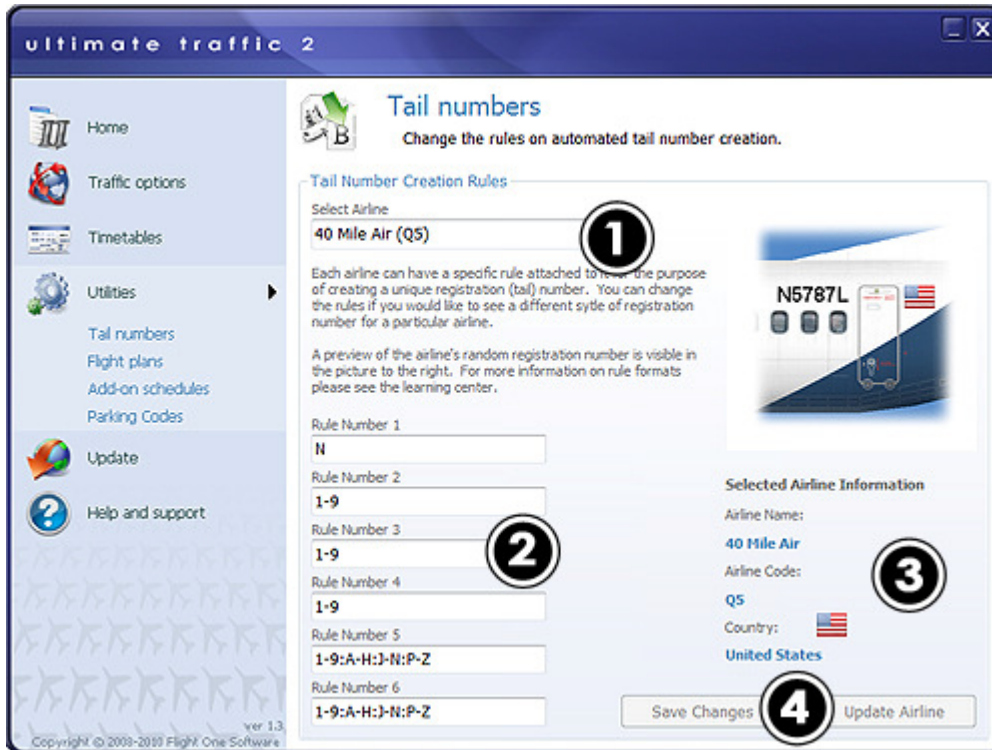 ultimate traffic 2
Home
Traffic options
Timetables
Utilities
Tail numbers
Flight plans
Add-on schedules
Parking Codes
Update
Help and support
ver 1.3
Copyright © 2008-2010 Flight One Software
B
Tail numbers
Change the rules on automated tail number creation.
Tail Number Creation Rules
Select Airline
40 Mile Air (Q5)
1
Each airline can have a specific rule attached to for the purpose
of creating a unique registration (tail) number. You can change
the rules if you would like to see a different sytle of registration
number for a particular airline.
A preview of the airline's random registration number is visible in
the picture to the right. For more information on rule formats
please see the learning center.
Rule Number 1
N
Rule Number 2
1-9
Rule Number 3
1-9
2
Rule Number 4
1-9
Rule Number 5
1-9:A-H:J-N:P-Z
Rule Number 6
1-9:A-H:J-N:P-Z
N5787L
Selected Airline Information
Airline Name:
40 Mile Air
Airline Code:
Q5
3
Country:
United States
Save Changes
4
Update Airline